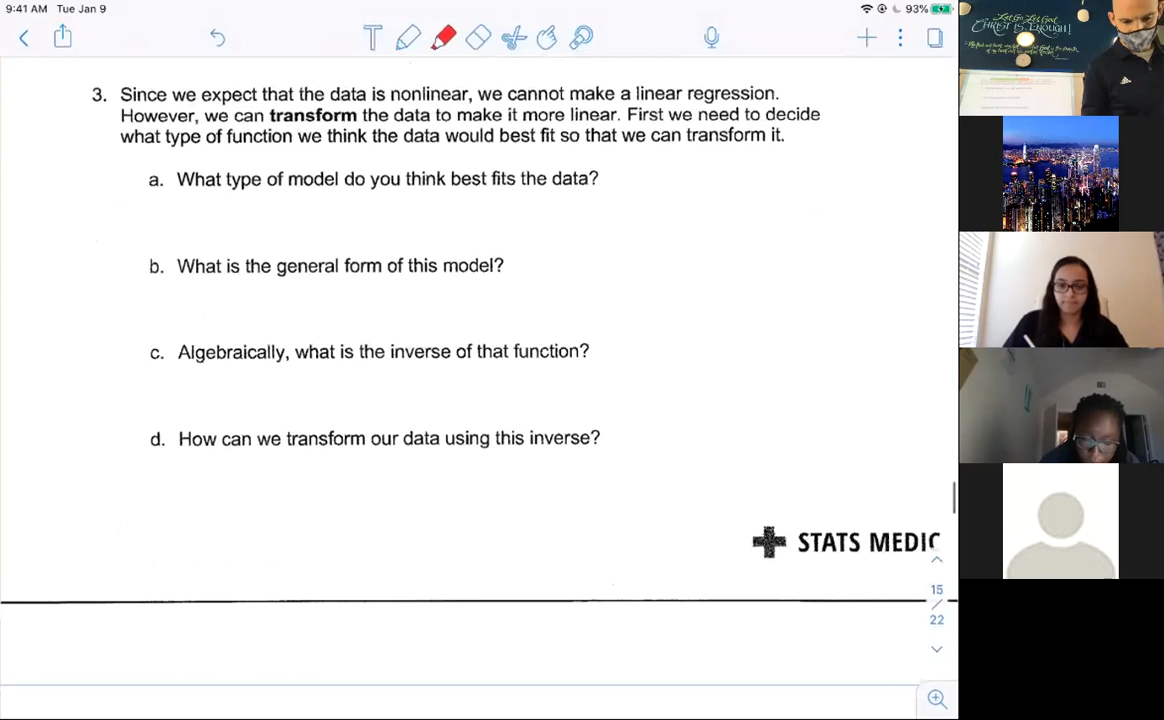 9:41 AM Tue Jan 9
93%
3. Since we expect that the data is nonlinear, we cannot make a linear regression.
However, we can transform the data to make it more linear. First we need to decide
what type of function we think the data would best fit so that we can transform it.
a. What type of model do you think best fits the data?
b. What is the general form of this model?
c. Algebraically, what is the inverse of that function?
d. How can we transform our data using this inverse?
STATS MEDIC
15
22
Let Go, Let God
CHRIST IS ENOUGH!